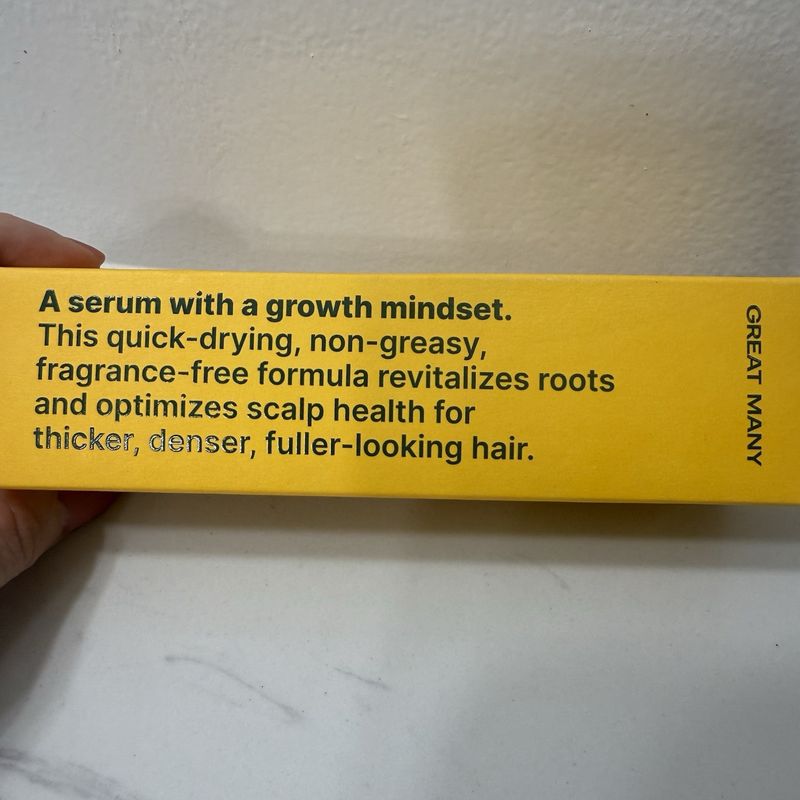 A serum with a growth mindset.
This quick-drying, non-greasy,
fragrance-free formula revitalizes roots
and optimizes scalp health for
thicker, denser, fuller-looking hair.
GREAT MANY